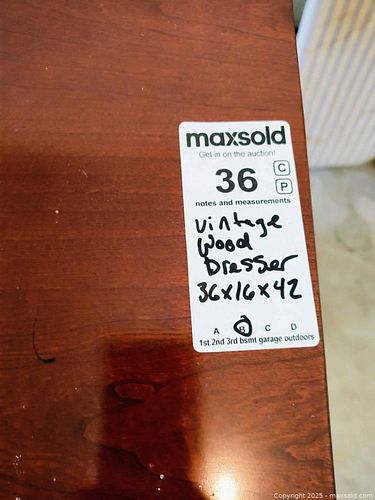 maxsold
Get in on the auction!
36
C
P
notes and measurements
vintage
Wood
Dresser
36x16x42
A B C D
1st 2nd 3rd bsmt garage outdoors
Copyright 2025 - maxsold.com